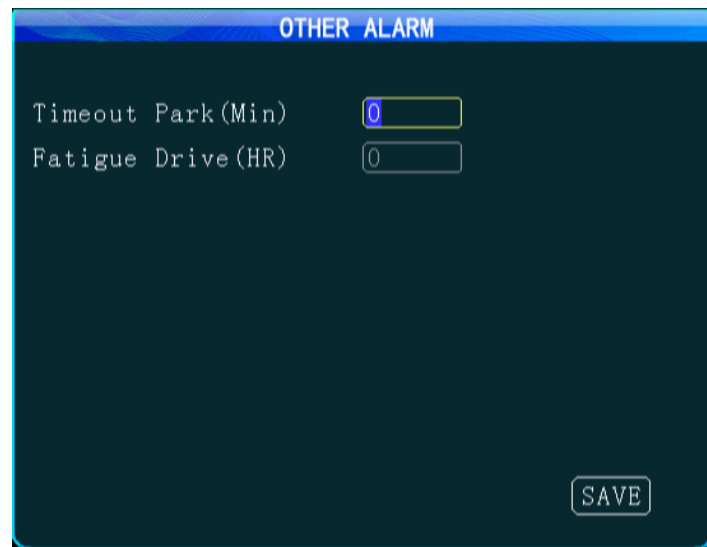 OTHER ALARM
Timeout Park(Min) 0
Fatigue Drive(HR) 0
SAVE